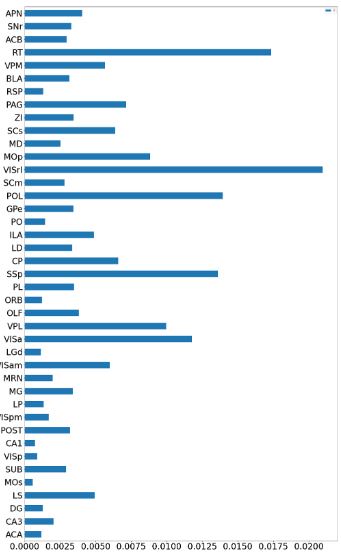 APN
SNr
ACB
RT
VPM
BLA
RSP
PAG
ZI
SCs
MD
MOp
VISrl
SCm
POL
GPe
PO
ILA
LD
CP
SSp
PL
ORB
OLF
VPL
VISa
LGd
VISam
MRN
MG
LP
VISpm
POST
CA1
VISp
SUB
MOs
LS
DG
CA3
ACA
0.0000 0.0025 0.0050 0.0075 0.0100 0.0125 0.0150 0.0175 0.0200